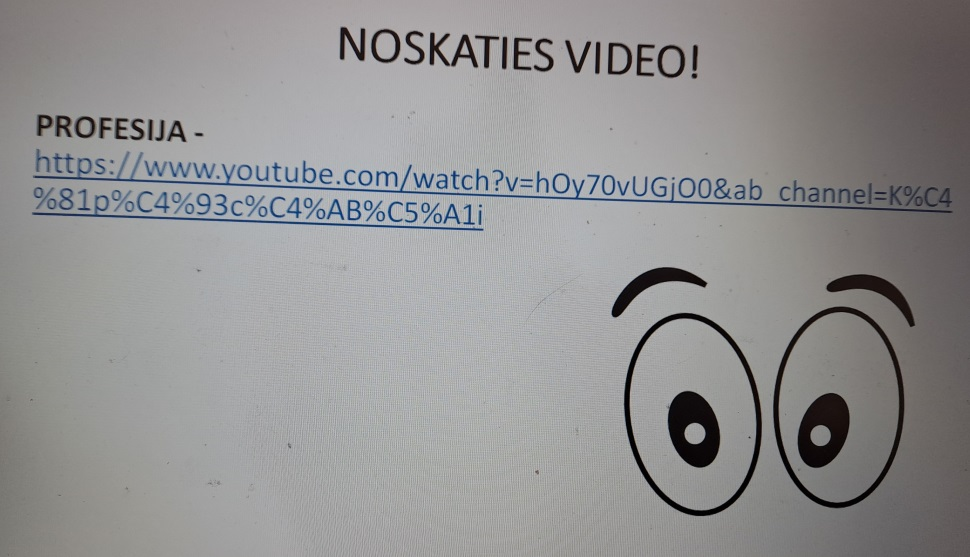 NOSKATIES VIDEO!
PROFESIJA -
https://www.youtube.com/watch?v=hOy70vUGjO0&ab_channel=K%C4
%81p%C4%93c%C4%AB%C5%A1i